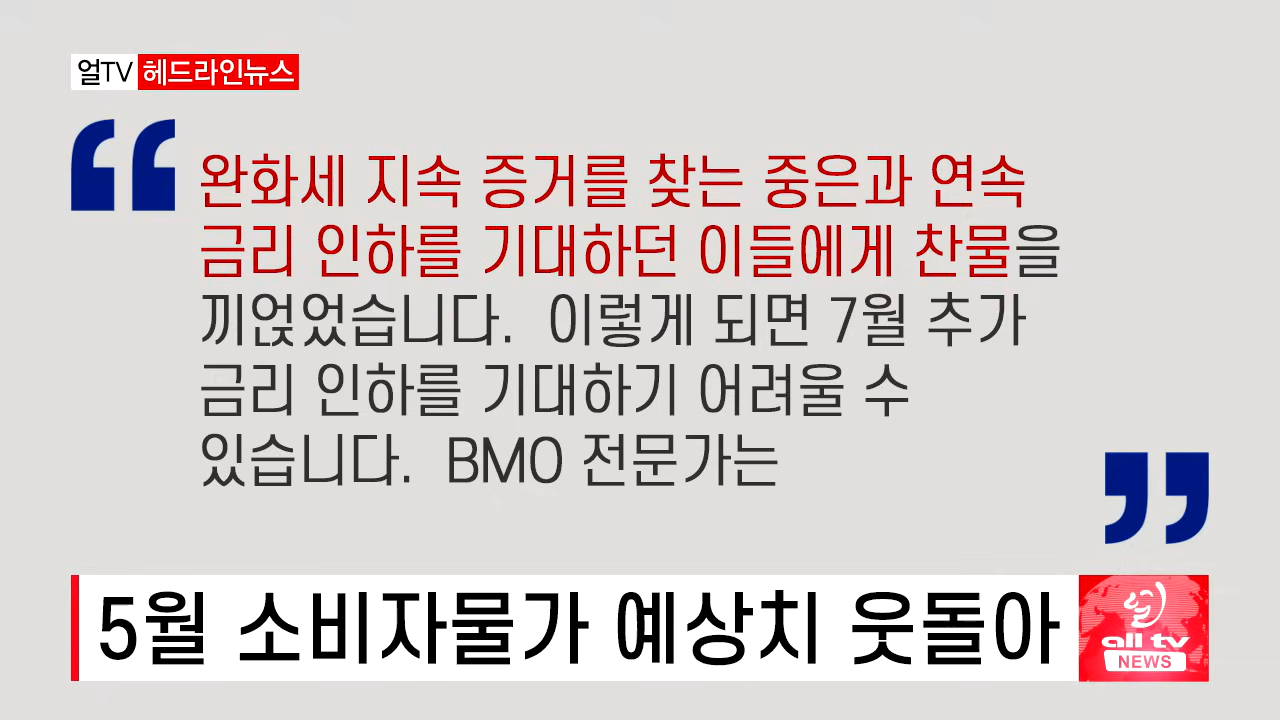 얼TV 헤드라인뉴스
완화세 지속 증거를 찾는 중은과 연속
금리 인하를 기대하던 이들에게 찬물을
끼얹었습니다.  이렇게 되면 7월 추가
금리 인하를 기대하기 어려울 수
있습니다.  BMO 전문가는
5월 소비자물가 예상치 웃돌아
얼
all tv
NEWS